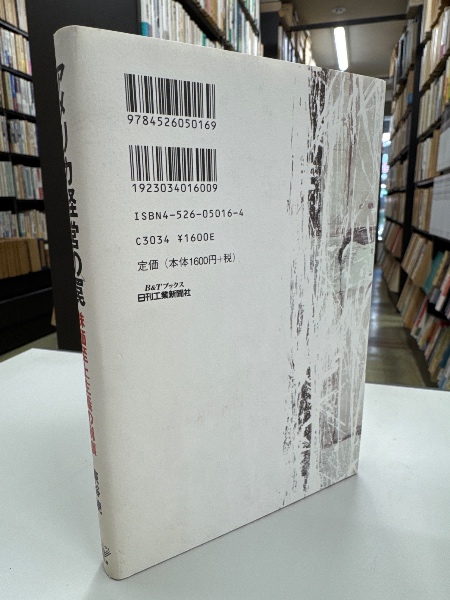 9784526050169
1923034016009
ISBN4-526-05016-4
C3034 ¥1600E
定価（本体1600円+税）
B&Tブックス
日刊工業新聞社
アメリカ経営の罠